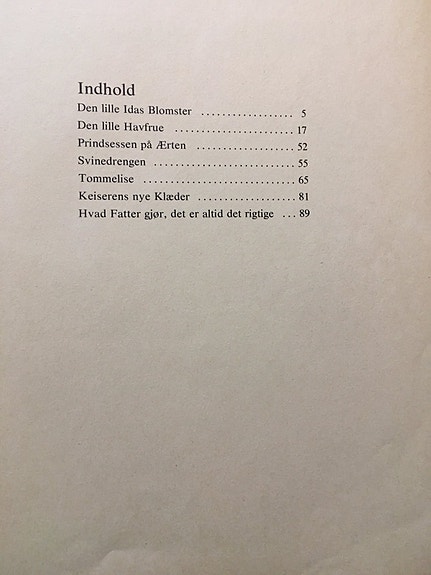 Indhold
Den lille Idas Blomster .................. 5
Den lille Havfrue ....................... 17
Prindsessen på Ærten ................... 52
Svinedrengen ............................ 55
Tommelise ............................. 65
Keiserens nye Klæder ................... 81
Hvad Fatter gjør, det er altid det rigtige ... 89